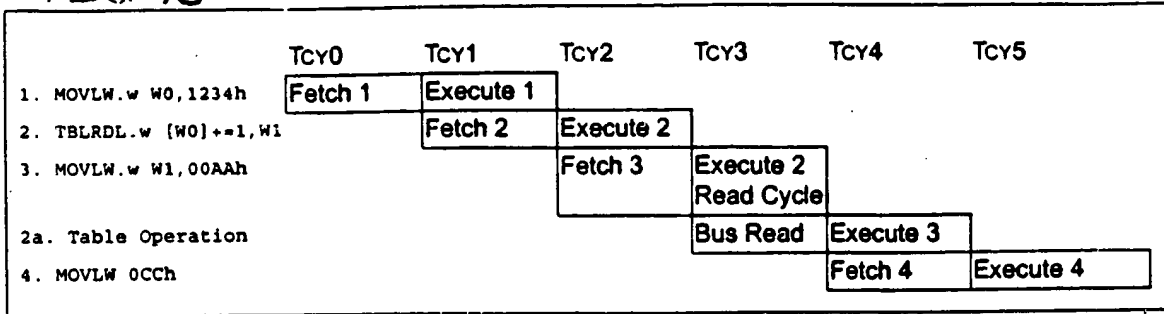 TCY0 TCY1 TCY2 TCY3 TCY4 TCY5
1. MOVLW.w W0,1234h Fetch 1 Execute 1
2. TBLRDL.w [W0]+=1,W1 Fetch 2 Execute 2
3. MOVLW.w W1,00AAh Fetch 3 Execute 2
Read Cycle
2a. Table Operation Bus Read Execute 3
4. MOVLW 0CCh Fetch 4 Execute 4